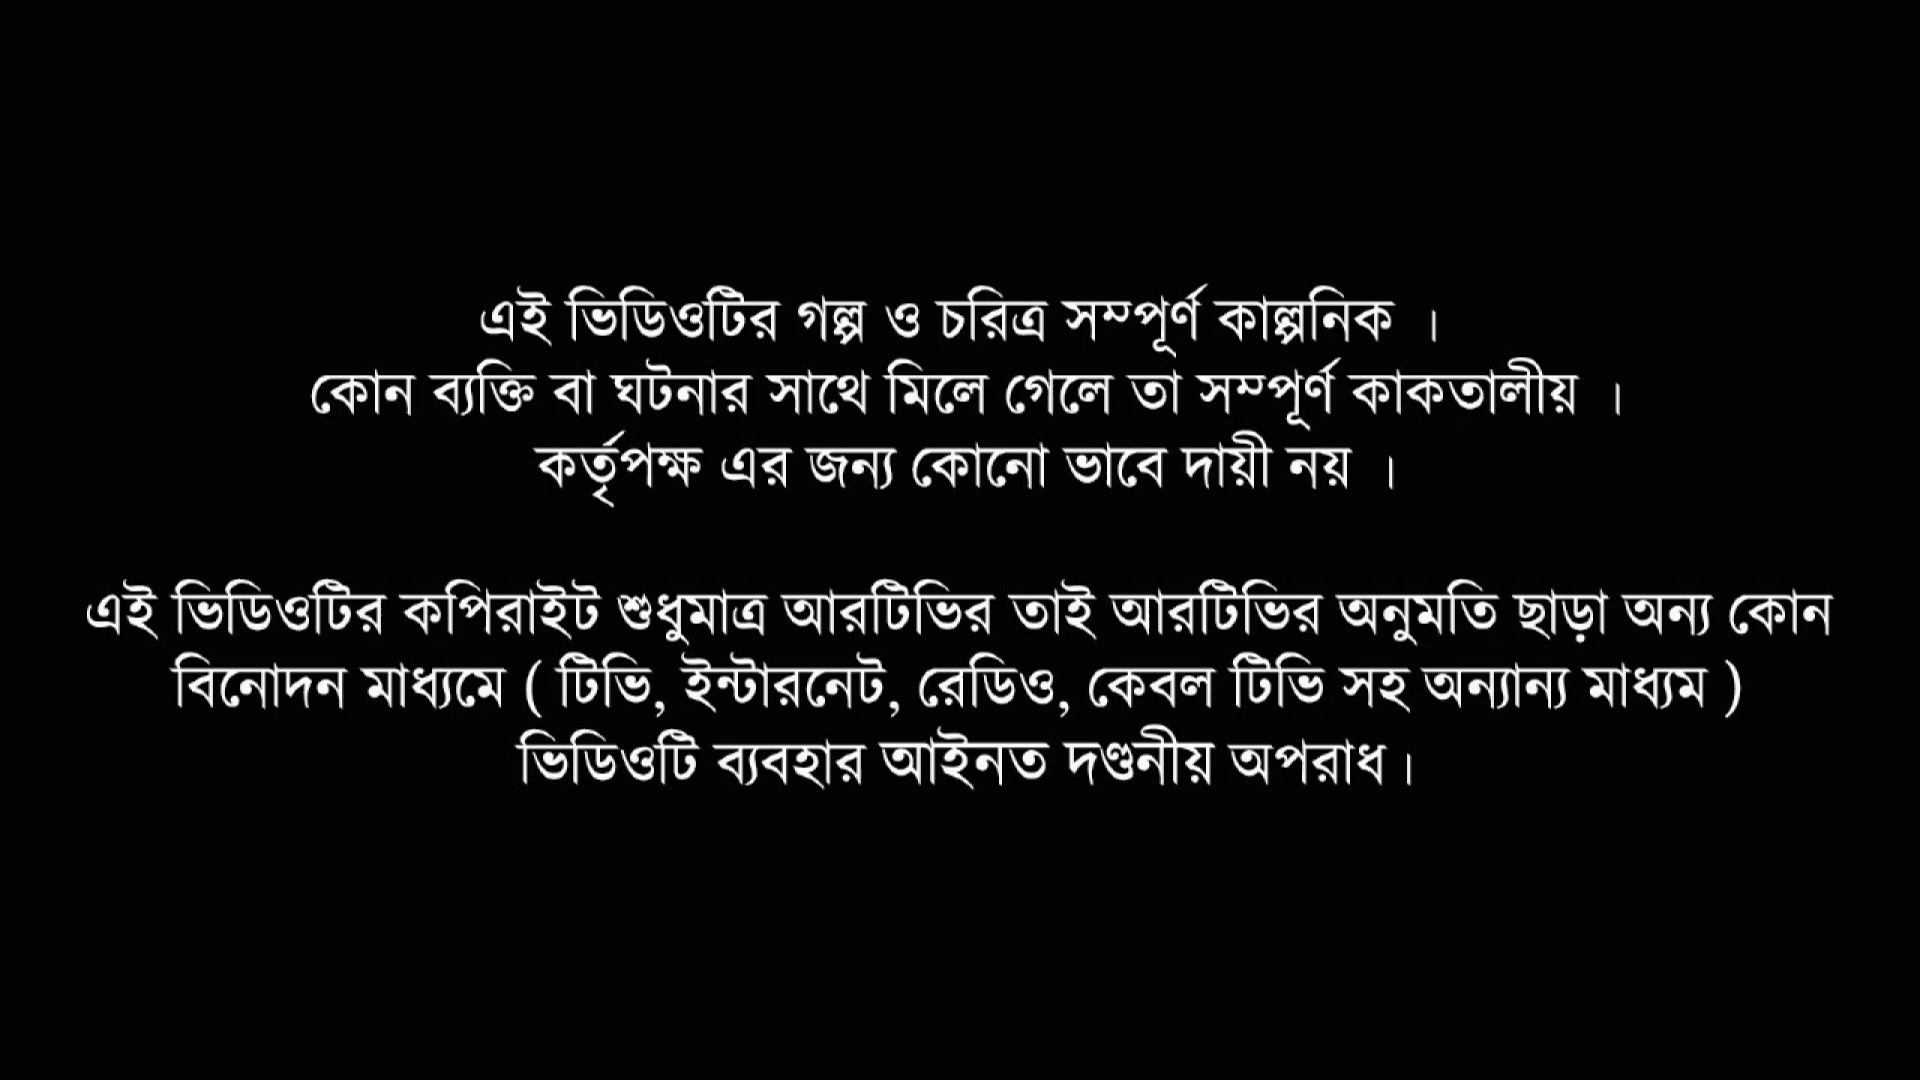 এই ভিডিওটির গল্প ও চরিত্র সম্পূর্ণ কাল্পনিক ।
কোন ব্যক্তি বা ঘটনার সাথে মিলে গেলে তা সম্পূর্ণ কাকতালীয় ।
কর্তৃপক্ষ এর জন্য কোনো ভাবে দায়ী নয় ।
এই ভিডিওটির কপিরাইট শুধুমাত্র আরটিভির তাই আরটিভির অনুমতি ছাড়া অন্য কোন
বিনোদন মাধ্যমে ( টিভি, ইন্টারনেট, রেডিও, কেবল টিভি সহ অন্যান্য মাধ্যম )
ভিডিওটি ব্যবহার আইনত দণ্ডনীয় অপরাধ।